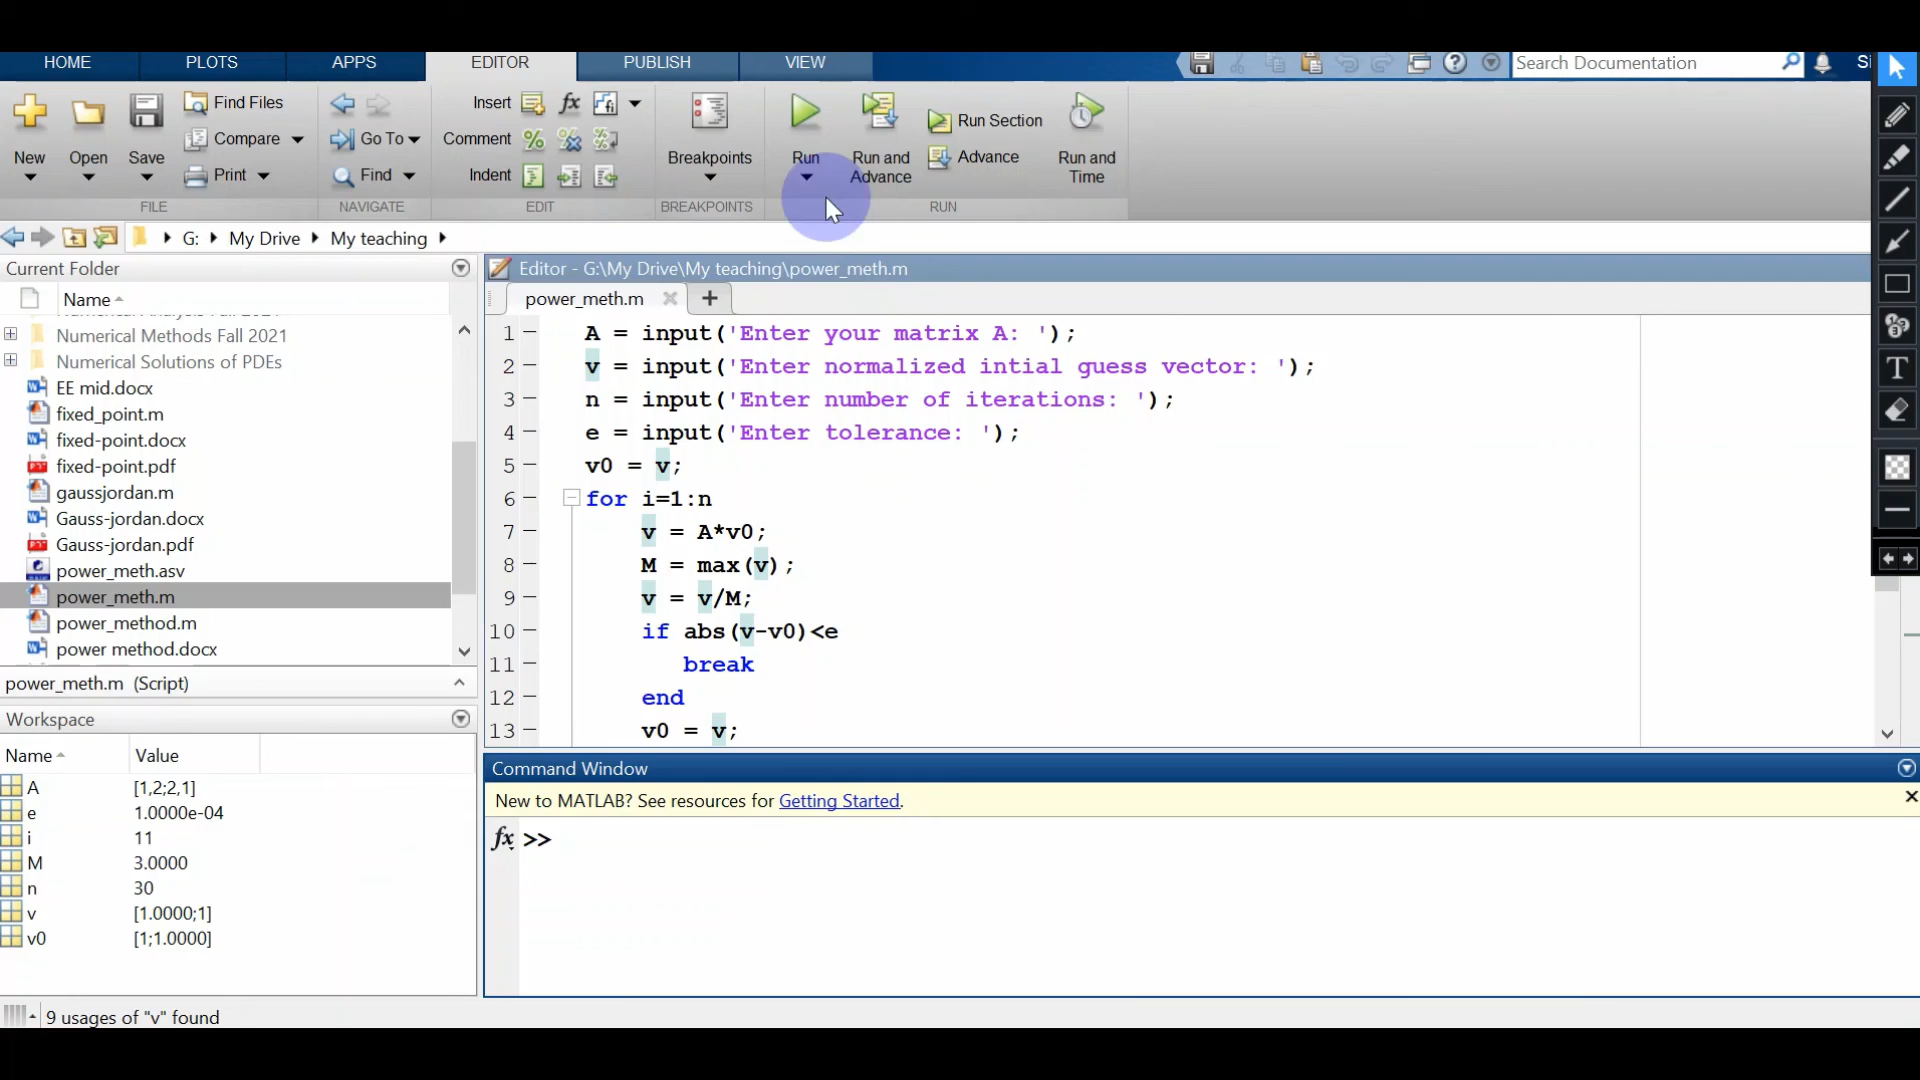 HOME PLOTS APPS EDITOR PUBLISH VIEW
Search Documentation
Si
New
Open
Save
Find Files
Compare
Print
FILE
Go To
Find
NAVIGATE
Insert
Comment
Indent
EDIT
Breakpoints
BREAKPOINTS
Run
Run and
Advance
Run Section
Advance
Run and
Time
RUN
G: My Drive My teaching
Current Folder
Name
Numerical Methods Fall 2021
Numerical Solutions of PDEs
EE mid.docx
fixed_point.m
fixed-point.docx
fixed-point.pdf
gaussjordan.m
Gauss-jordan.docx
Gauss-jordan.pdf
power_meth.asv
power_meth.m
power_method.m
power method.docx
power_meth.m (Script)
Workspace
Name Value
A [1,2;2,1]
e 1.0000e-04
i 11
M 3.0000
n 30
v [1.0000;1]
v0 [1;1.0000]
9 usages of "v" found
Editor - G:\My Drive\My teaching\power_meth.m
power_meth.m
1 A = input('Enter your matrix A: ');
2 v = input('Enter normalized intial guess vector: ');
3 n = input('Enter number of iterations: ');
4 e = input('Enter tolerance: ');
5 v0 = v;
6 for i=1:n
7 v = A*v0;
8 M = max(v);
9 v = v/M;
10 if abs(v-v0)<e
11 break
12 end
13 v0 = v;
Command Window
New to MATLAB? See resources for Getting Started.
fx >>